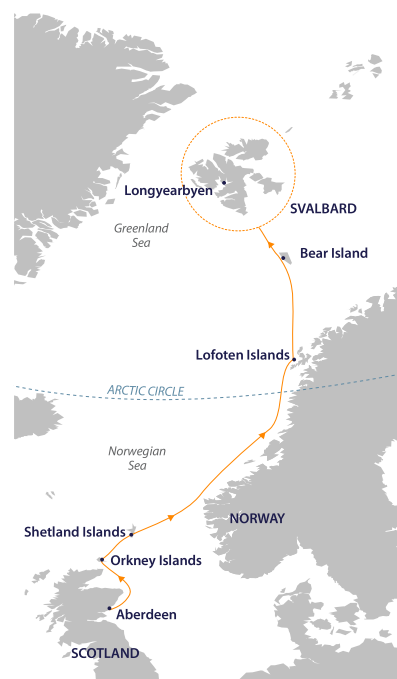 Longyearbyen
SVALBARD
Greenland
Sea
Bear Island
Lofoten Islands
ARCTIC CIRCLE
Norwegian
Sea
NORWAY
Shetland Islands
Orkney Islands
Aberdeen
SCOTLAND